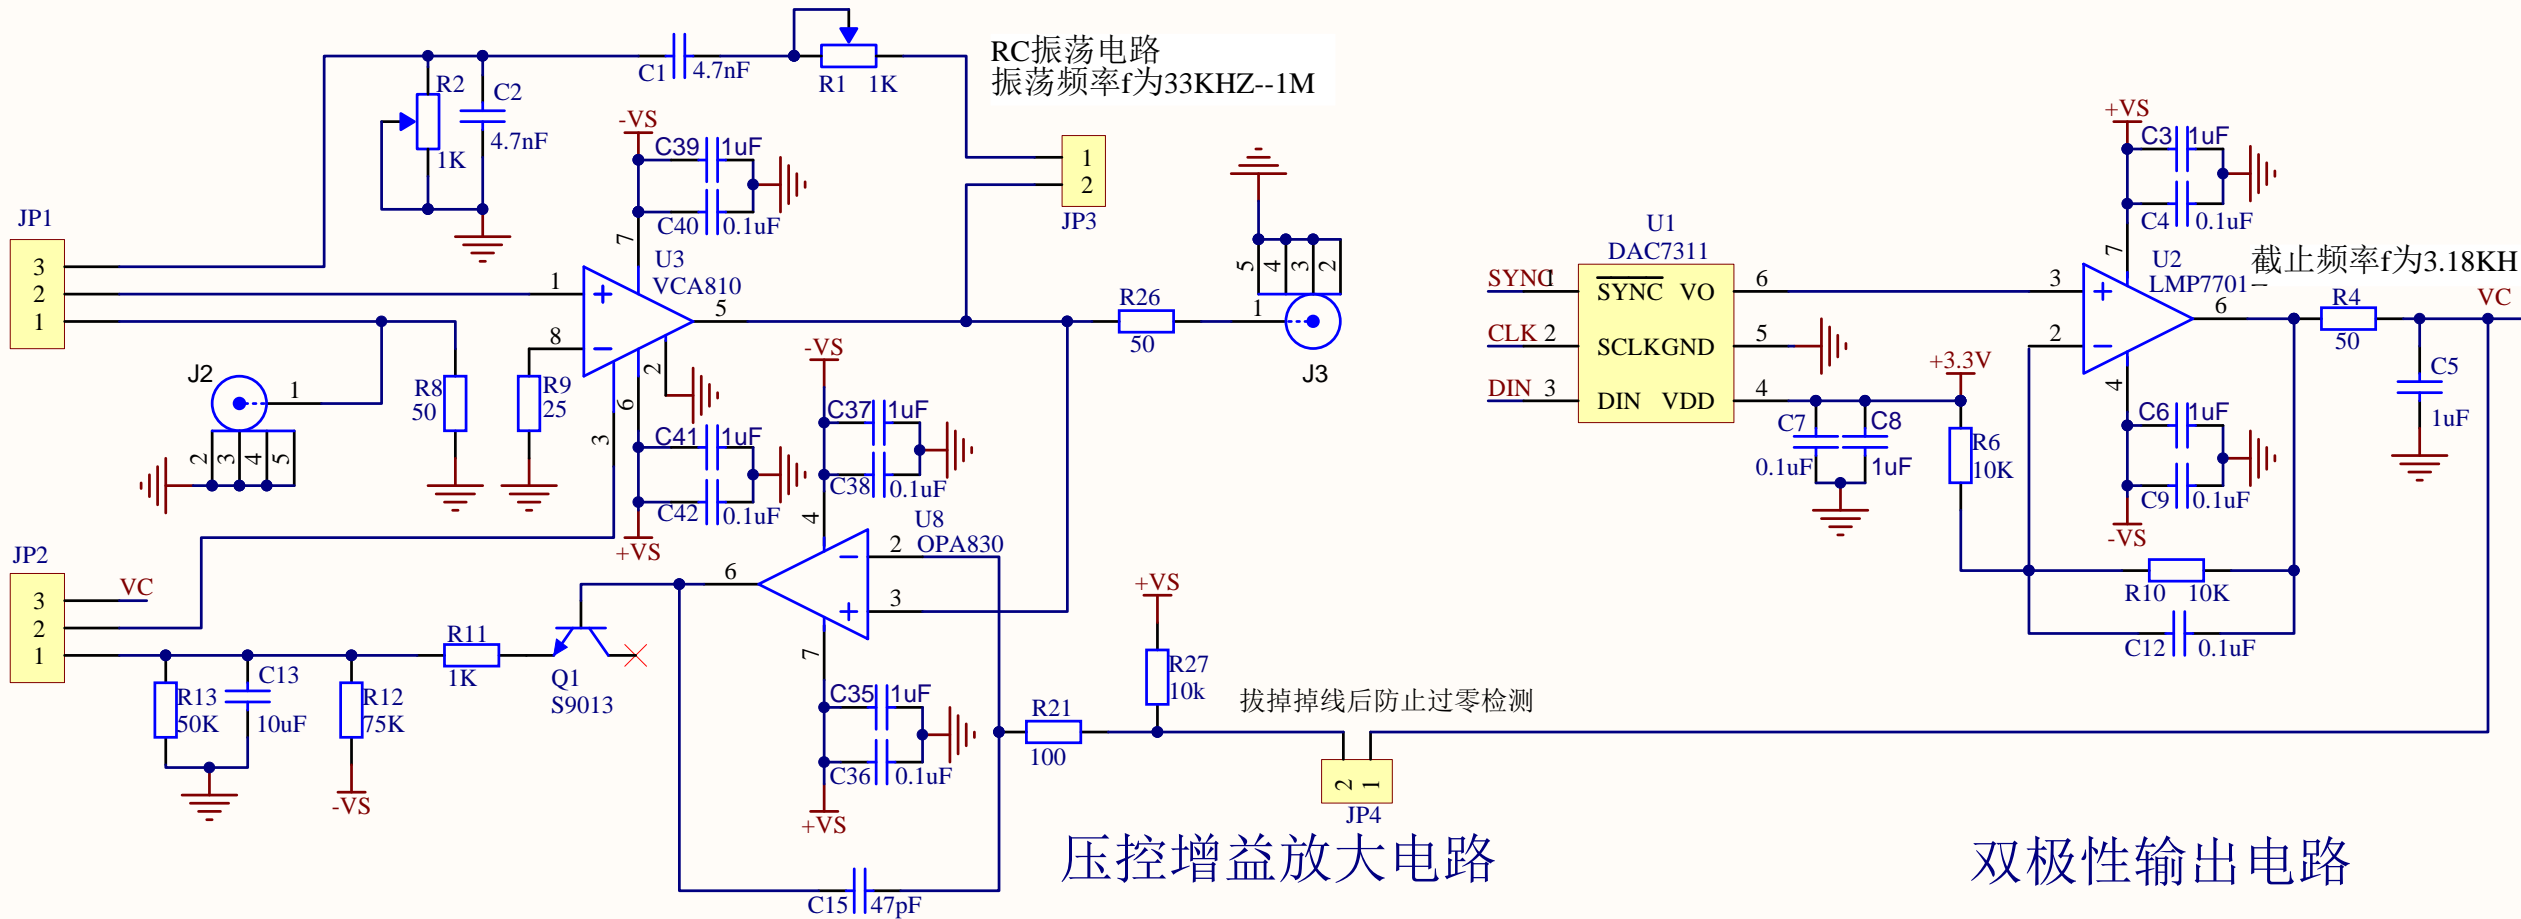 RC振荡电路
振荡频率f为33KHZ--1M
C1
4.7nF
R1
1K
R2
1K
C2
4.7nF
-VS
C39
1uF
C40
0.1uF
7
1
2
JP3
JP1
3
2
1
J2
1
2
3
4
5
R8
50
R9
25
1
8
U3
VCA810
5
2
6
3
C41
1uF
C42
0.1uF
+VS
R26
50
1
5
4
3
2
J3
-VS
C37
1uF
C38
0.1uF
4
U8
OPA830
2
3
6
7
C35
1uF
C36
0.1uF
+VS
C15
47pF
JP2
3
2
1
VC
R13
50K
C13
10uF
R12
75K
-VS
R11
1K
Q1
S9013
R21
100
+VS
R27
10k
拔掉掉线后防止过零检测
2
1
JP4
压控增益放大电路
U1
DAC7311
SYNC
1
SYNC
VO
6
CLK
2
SCLK
GND
5
DIN
3
DIN
VDD
4
C7
0.1uF
C8
1uF
+3.3V
R6
10K
+VS
C3
1uF
C4
0.1uF
7
U2
LMP7701
3
2
6
4
截止频率f为3.18KH
R4
50
VC
C5
1uF
C6
1uF
C9
0.1uF
-VS
R10
10K
C12
0.1uF
双极性输出电路